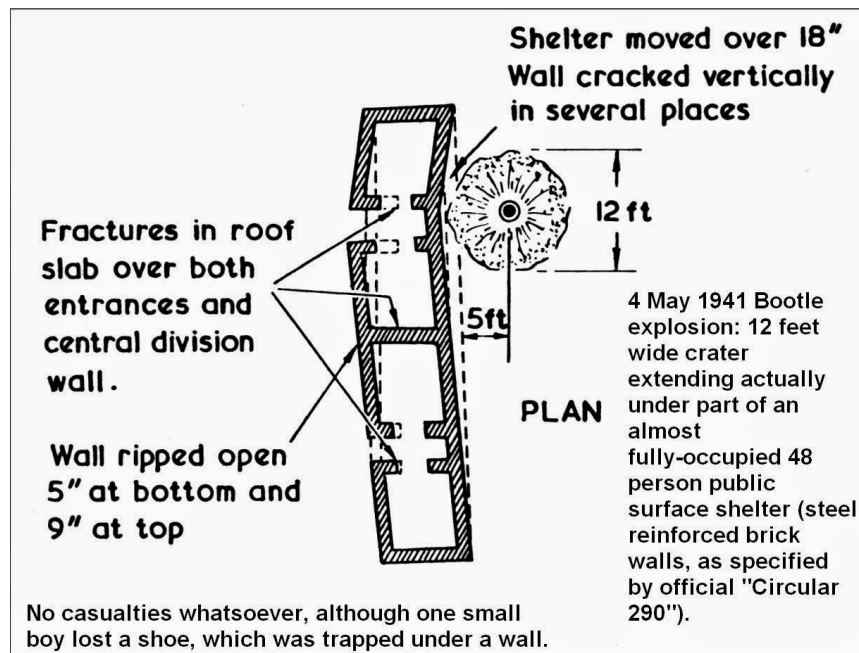 Shelter moved over 18"
Wall cracked vertically
in several places
12 ft
Fractures in roof
slab over both
entrances and
central division
wall.
5ft
PLAN
Wall ripped open
5" at bottom and
9" at top
4 May 1941 Bootle
explosion: 12 feet
wide crater
extending actually
under part of an
almost
fully-occupied 48
person public
surface shelter (steel
reinforced brick
walls, as specified
by official "Circular
290").
No casualties whatsoever, although one small
boy lost a shoe, which was trapped under a wall.